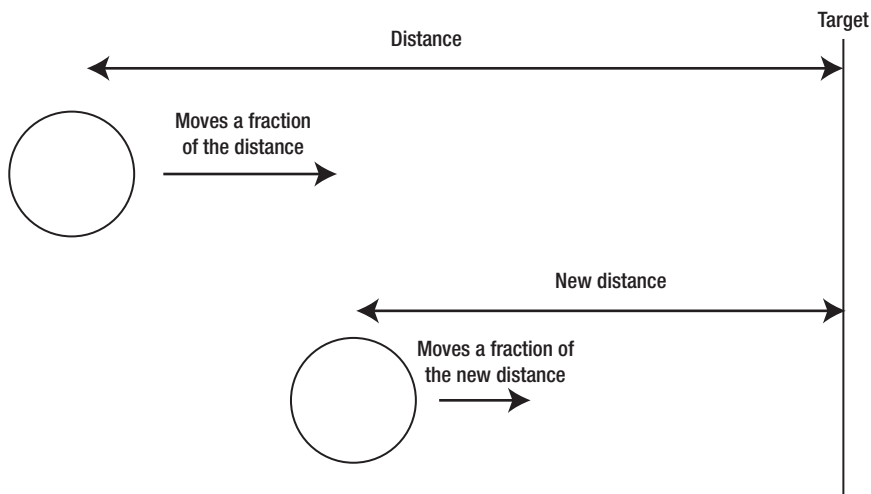 Target
Distance
Moves a fraction
of the distance
New distance
Moves a fraction of
the new distance